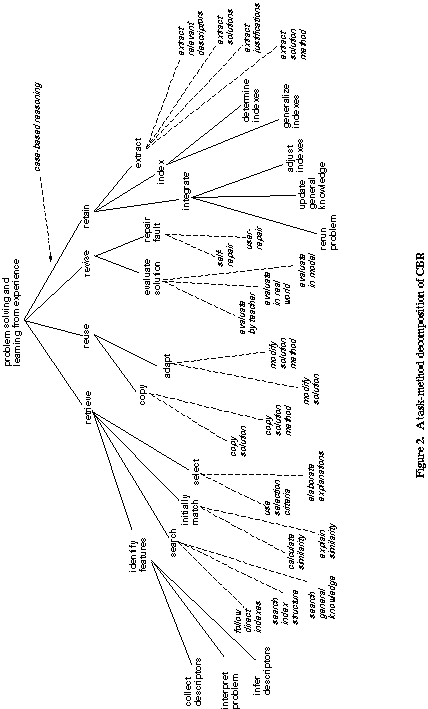 problem solving and
learning from experience
case-based reasoning
retrieve
reuse
revise
retain
identify
features
search
initially
match
select
copy
adapt
evaluate
solution
repair
fault
integrate
index
extract
collect
descriptors
interpret
problem
infer
descriptors
follow
direct
indexes
search
index
structure
search
general
knowledge
calculate
similarity
explain
similarity
use
selection
criteria
elaborate
explanations
copy
solution
copy
solution
method
modify
solution
modify
solution
method
evaluate
by teacher
evaluate
in real
world
evaluate
in model
self-
repair
user-
repair
rerun
problem
update
general
knowledge
adjust
indexes
generalize
indexes
determine
indexes
extract
relevant
descriptors
extract
solutions
extract
justifications
extract
solution
method
Figure 2. A task-method decomposition of CBR